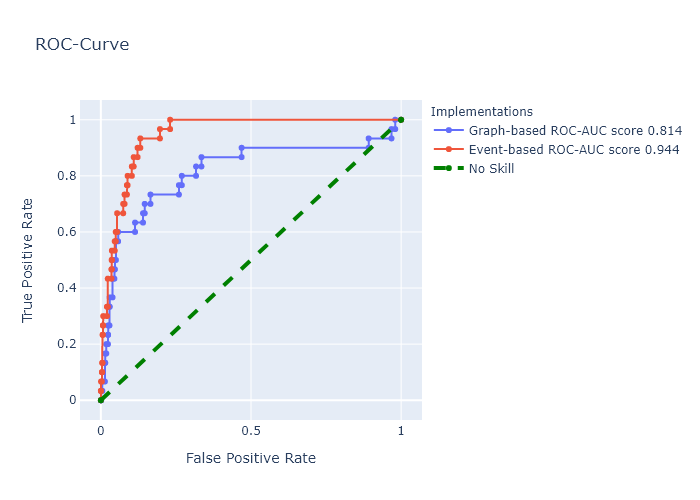 ROC-Curve
Implementations
Graph-based ROC-AUC score 0.814
Event-based ROC-AUC score 0.944
No Skill
True Positive Rate
1
0.8
0.6
0.4
0.2
0
0
0.5
1
False Positive Rate